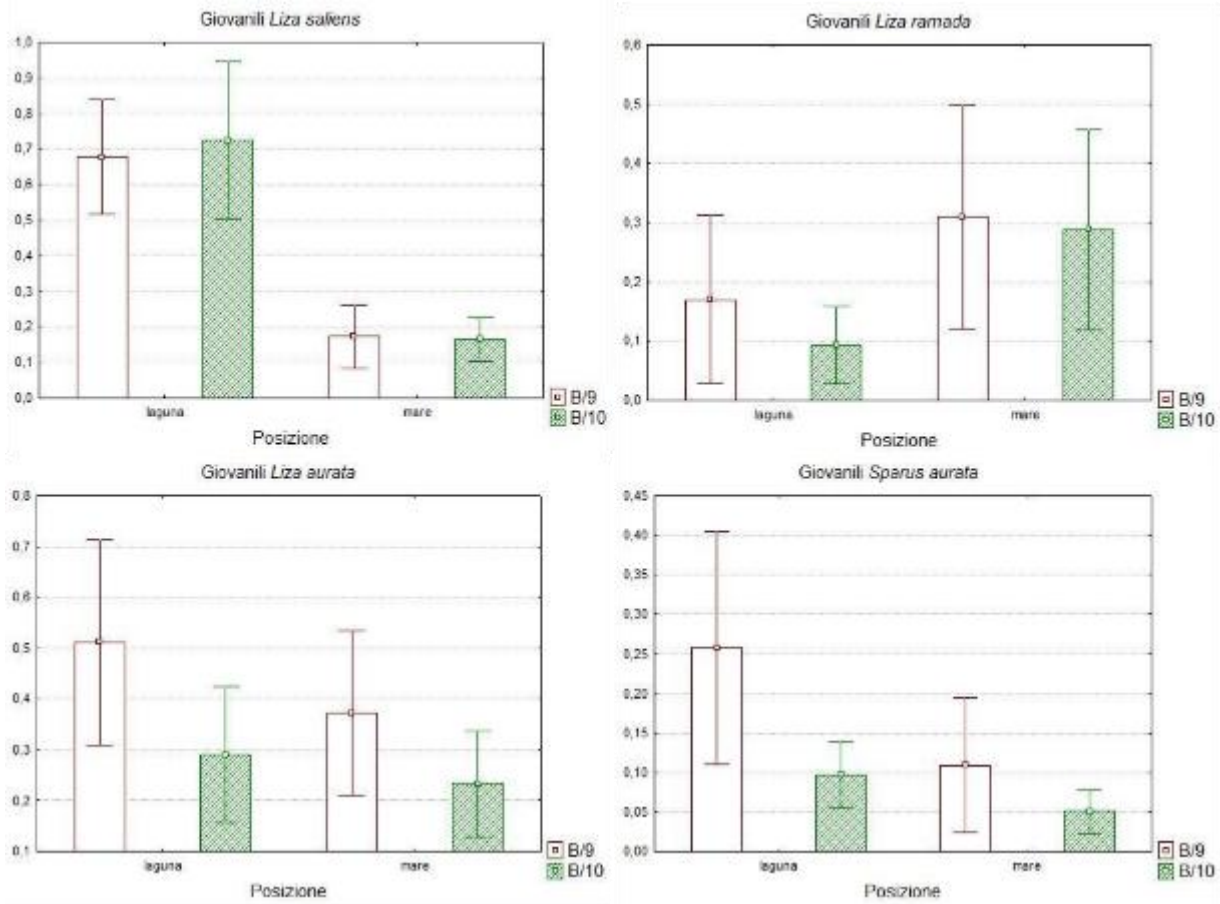 Giovanili Liza saliens
1,0
0,9
0,8
0,7
0,6
0,5
0,4
0,3
0,2
0,1
0,0
laguna mare
Posizione
B/9
B/10
Giovanili Liza ramada
0,6
0,5
0,4
0,3
0,2
0,1
0,0
laguna mare
Posizione
B/9
B/10
Giovanili Liza aurata
0,8
0,7
0,6
0,5
0,4
0,3
0,2
0,1
laguna mare
Posizione
B/9
B/10
Giovanili Sparus aurata
0,45
0,40
0,35
0,30
0,25
0,20
0,15
0,10
0,05
0,00
laguna mare
Posizione
B/9
B/10